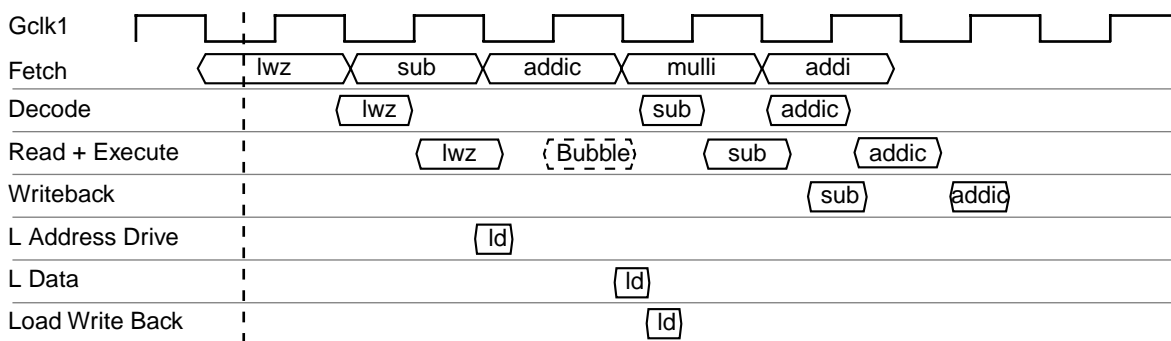 Gclk1
Fetch lwz sub addic mulli addi
Decode lwz sub addic
Read + Execute lwz Bubble sub addic
Writeback sub addic
L Address Drive ld
L Data ld
Load Write Back ld